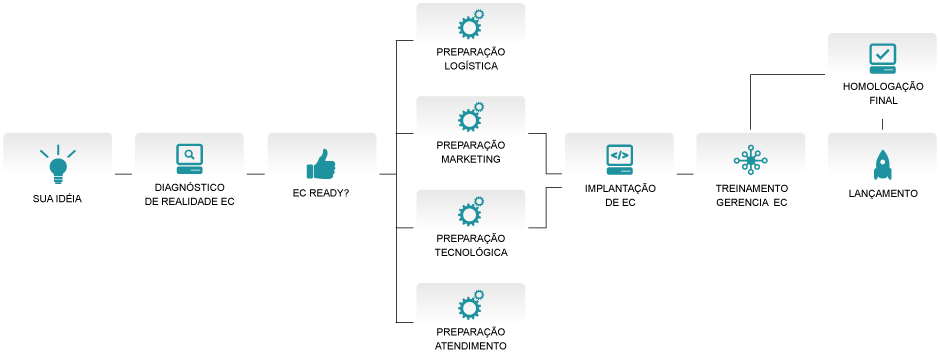 SUA IDÉIA
DIAGNÓSTICO
DE REALIDADE EC
EC READY?
PREPARAÇÃO
LOGÍSTICA
PREPARAÇÃO
MARKETING
PREPARAÇÃO
TECNOLÓGICA
PREPARAÇÃO
ATENDIMENTO
</>
IMPLANTAÇÃO
DE EC
TREINAMENTO
GERENCIA EC
HOMOLOGAÇÃO
FINAL
LANÇAMENTO